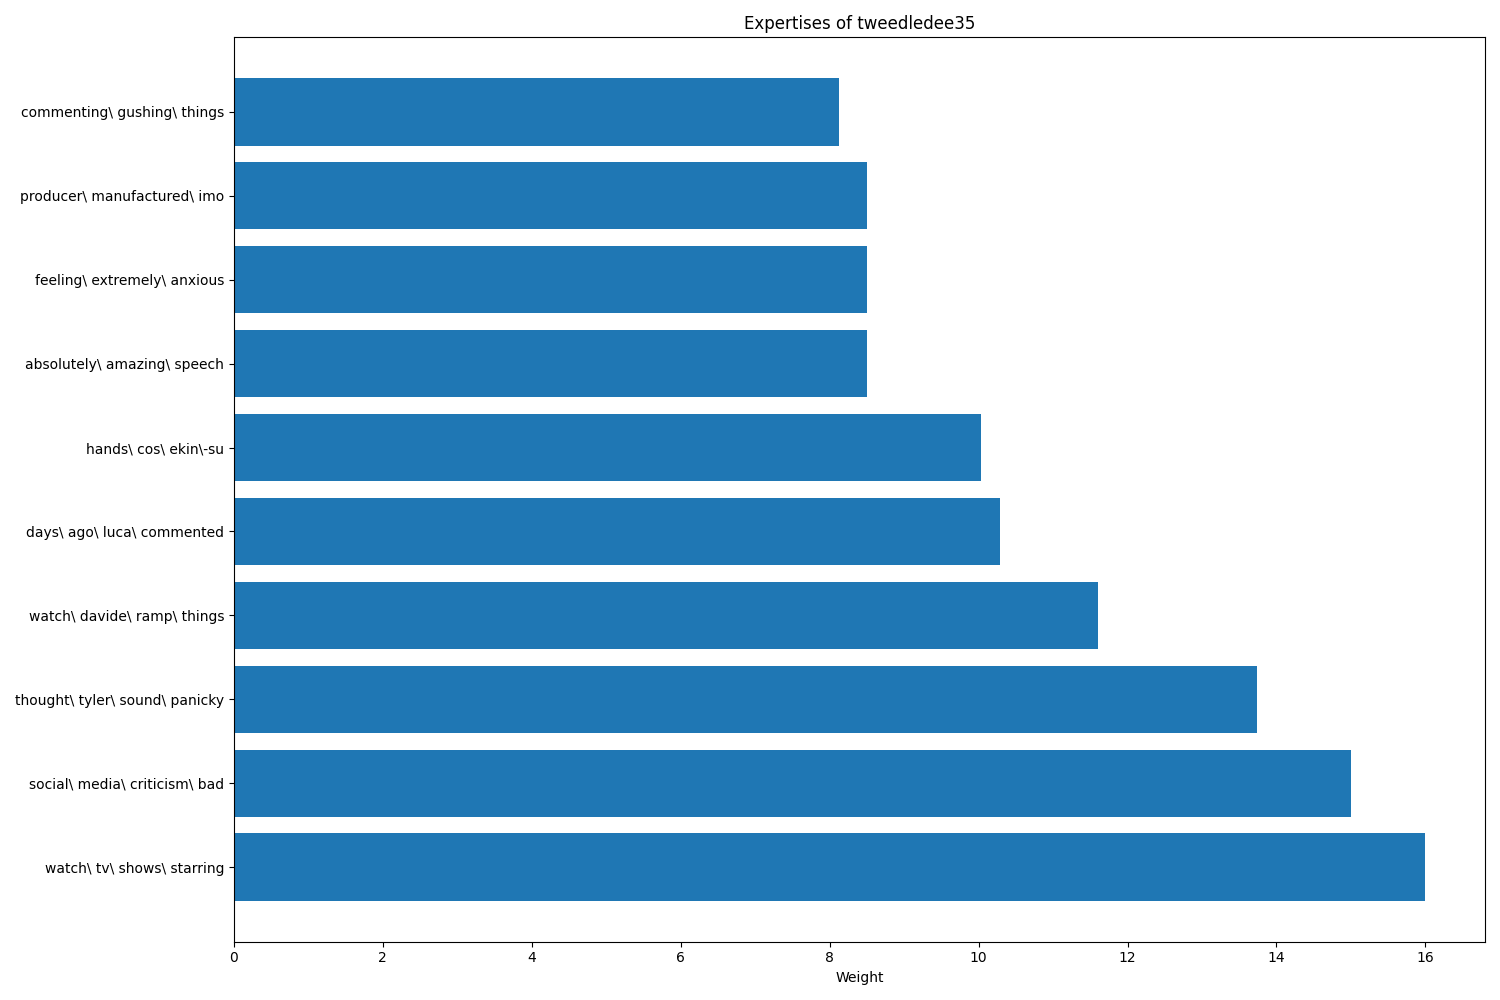 Expertises of tweedledee35
commenting\ gushing\ things
producer\ manufactured\ imo
feeling\ extremely\ anxious
absolutely\ amazing\ speech
hands\ cos\ ekin\-su
days\ ago\ luca\ commented
watch\ davide\ ramp\ things
thought\ tyler\ sound\ panicky
social\ media\ criticism\ bad
watch\ tv\ shows\ starring
0 2 4 6 8 10 12 14 16
Weight